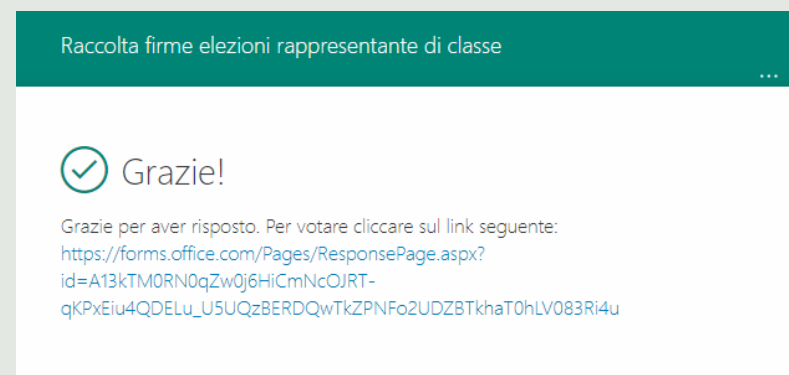 Raccolta firme elezioni rappresentante di classe
...
Grazie!
Grazie per aver risposto. Per votare cliccare sul link seguente:
https://forms.office.com/Pages/ResponsePage.aspx?
id=A13kTM0RN0qZw0j6HiCmNcOJRT-
qKPxEiu4QDELu_U5UQzBERDQwTkZPNFo2UDZBTkhaT0hLV083Ri4u